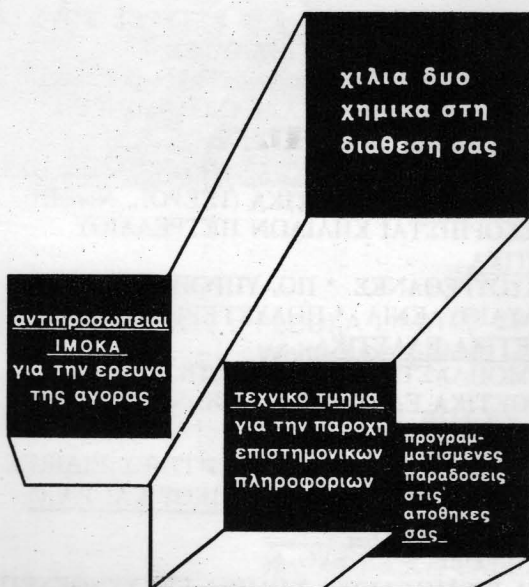 χιλια δυο
χημικα στη
διαθεση σας
αντιπροσωπειαι
ΙΜΟΚΑ
για την ερευνα
της αγορας
τεχνικο τμημα
για την παροχη
επιστημονικων
πληροφοριων
προγραμ-
ματισμενες
παραδοσεις
στις
αποθηκες
σας